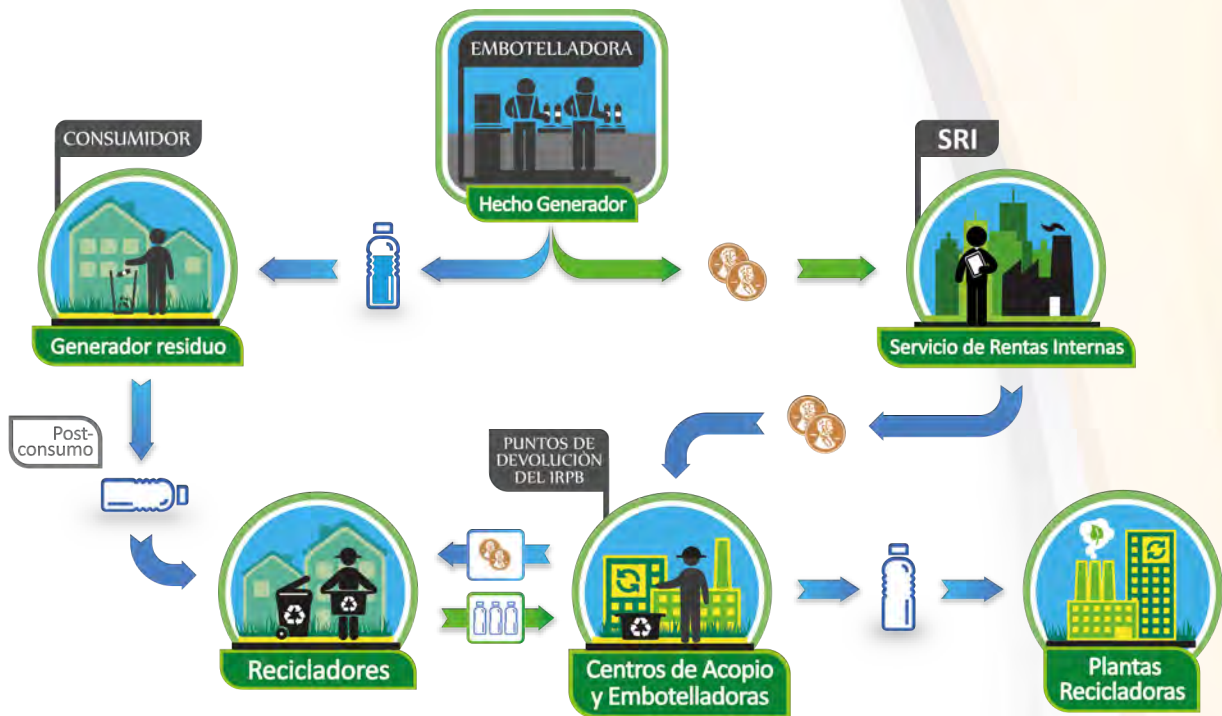 EMBOTELLADORA
Hecho Generador
CONSUMIDOR
Generador residuo
SRI
Servicio de Rentas Internas
Post-
consumo
PUNTOS DE
DEVOLUCIÒN
DEL IRPB
Recicladores
Centros de Acopio
y Embotelladoras
Plantas
Recicladoras